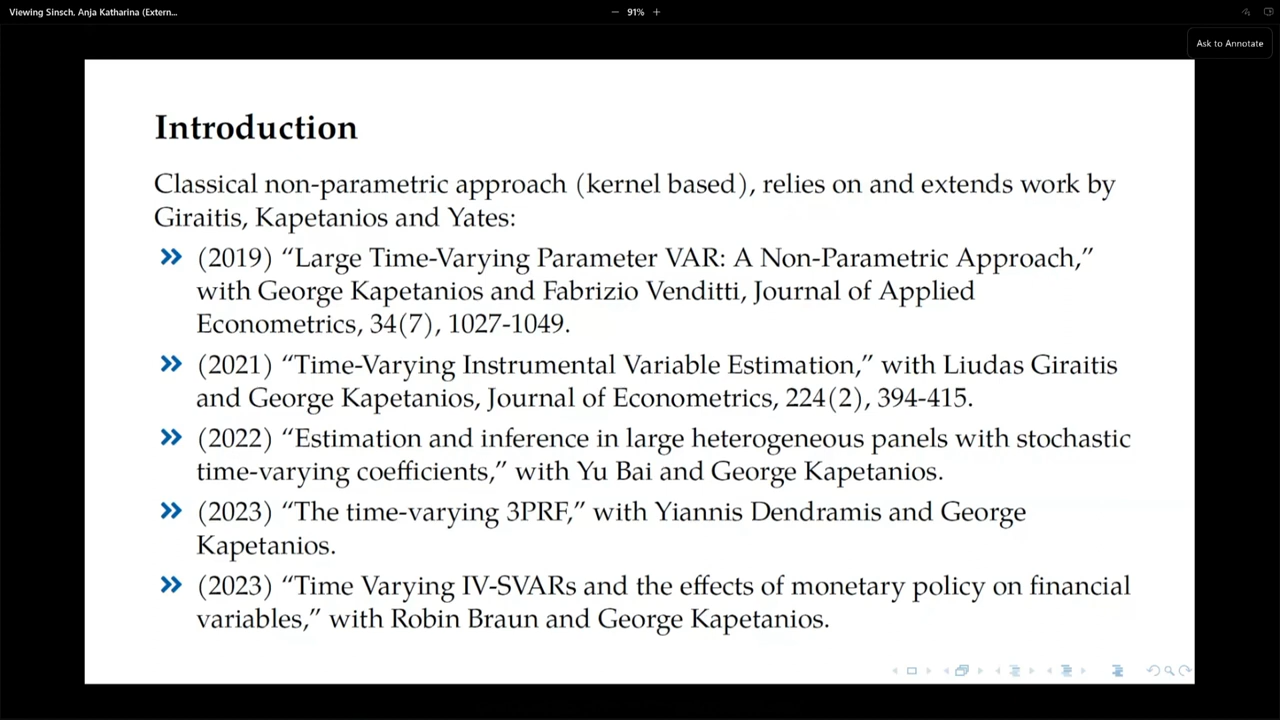 Viewing Sinsch, Anja Katharina (Extern...
− 91% +
Ask to Annotate
Introduction
Classical non-parametric approach (kernel based), relies on and extends work by
Giraitis, Kapetanios and Yates:
(2019) “Large Time-Varying Parameter VAR: A Non-Parametric Approach,”
with George Kapetanios and Fabrizio Venditti, Journal of Applied
Econometrics, 34(7), 1027-1049.
(2021) “Time-Varying Instrumental Variable Estimation,” with Liudas Giraitis
and George Kapetanios, Journal of Econometrics, 224(2), 394-415.
(2022) “Estimation and inference in large heterogeneous panels with stochastic
time-varying coefficients,” with Yu Bai and George Kapetanios.
(2023) “The time-varying 3PRF,” with Yiannis Dendramis and George
Kapetanios.
(2023) “Time Varying IV-SVARs and the effects of monetary policy on financial
variables,” with Robin Braun and George Kapetanios.